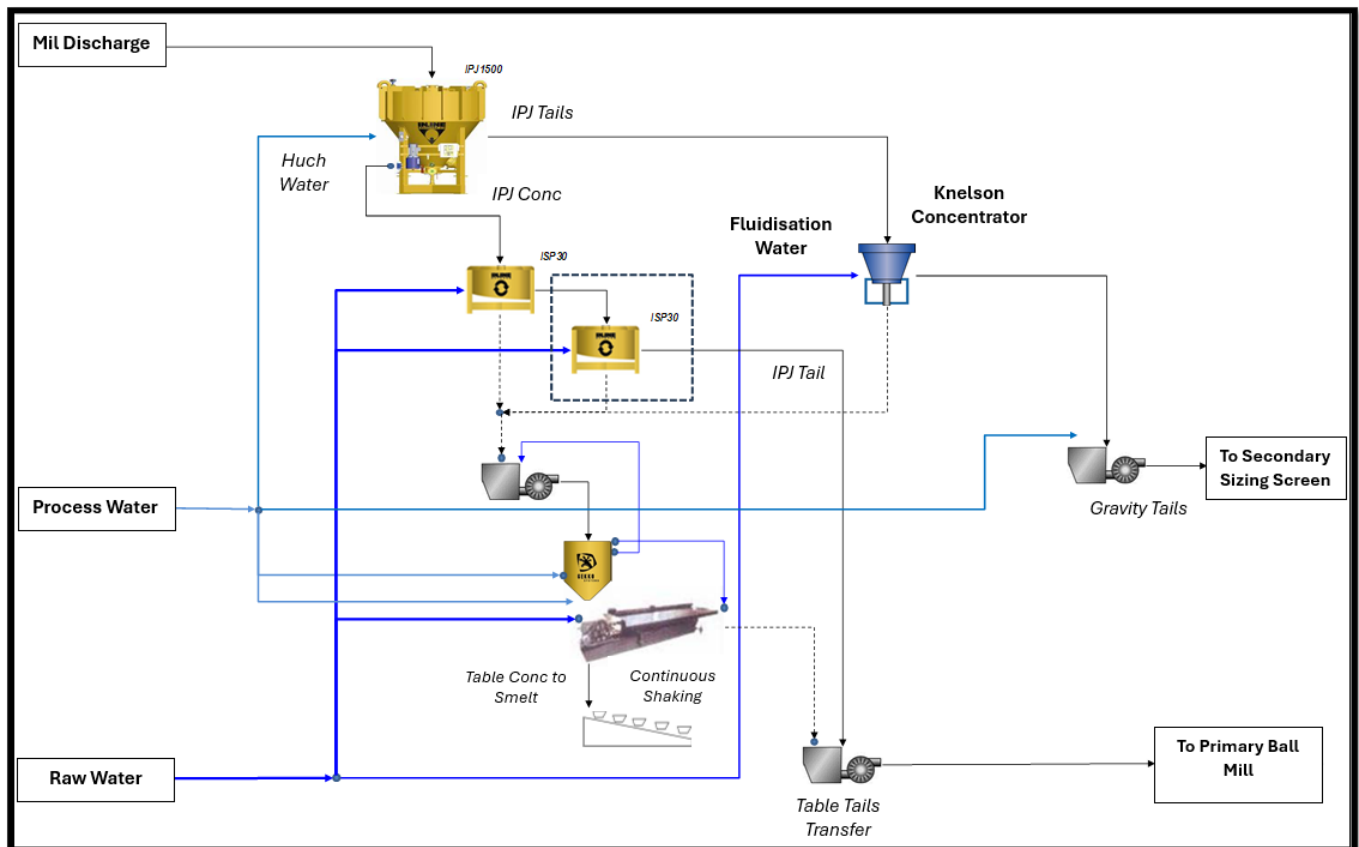 Mil Discharge
IPJ1500
IPJ Tails
Huch
Water
IPJ Conc
Knelson
Concentrator
Fluidisation
Water
ISP30
ISP30
IPJ Tail
To Secondary
Sizing Screen
Process Water
Gravity Tails
Table Conc to
Smelt
Continuous
Shaking
Raw Water
To Primary Ball
Mill
Table Tails
Transfer